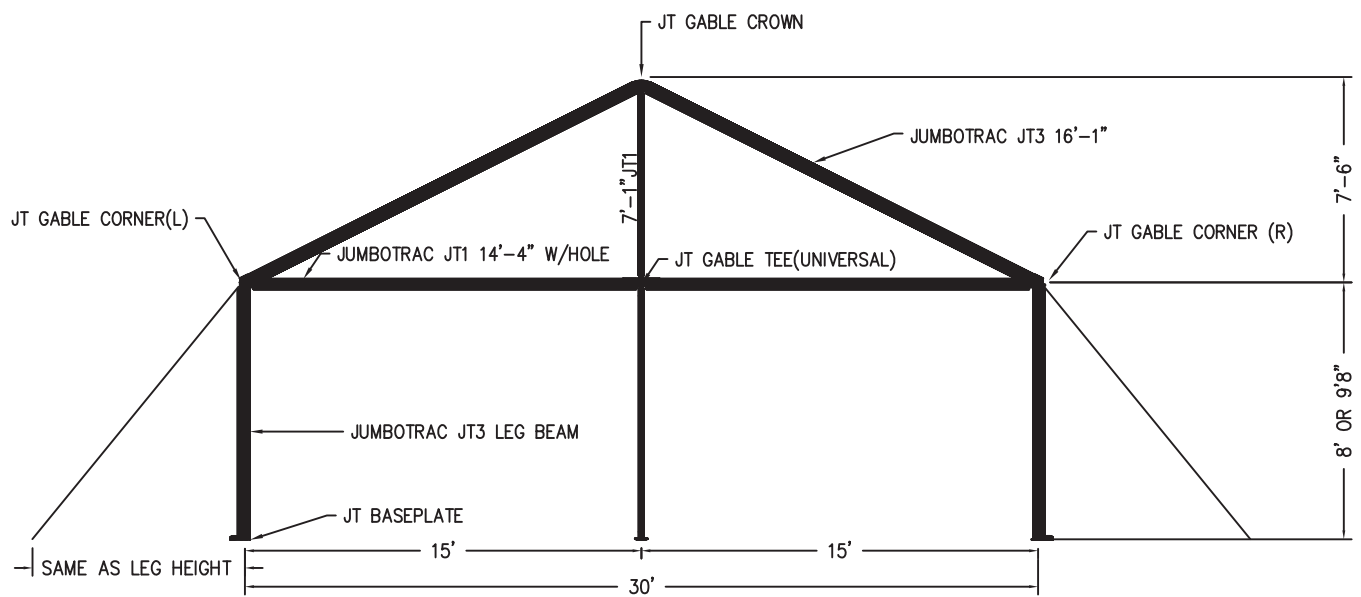 JT GABLE CROWN
JUMBOTRAC JT3 16'-1"
7'-6"
7'-1" JT1
JT GABLE CORNER(L)
JT GABLE CORNER (R)
JUMBOTRAC JT1 14'-4" W/HOLE
JT GABLE TEE(UNIVERSAL)
8' OR 9'8"
JUMBOTRAC JT3 LEG BEAM
JT BASEPLATE
15'
15'
SAME AS LEG HEIGHT
30'